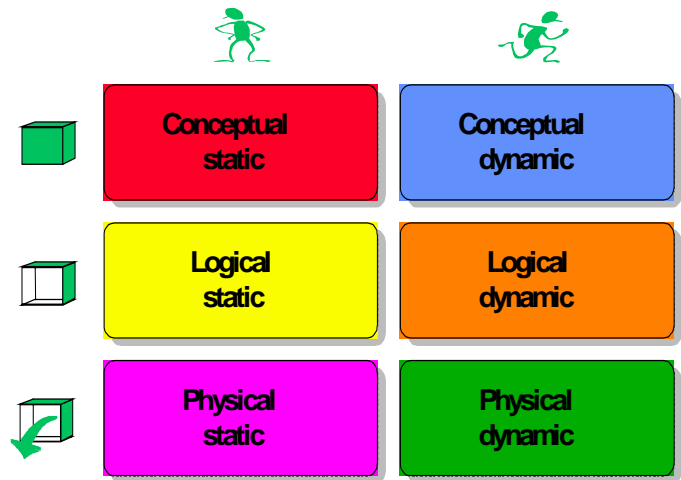 Conceptual
static
Conceptual
dynamic
Logical
static
Logical
dynamic
Physical
static
Physical
dynamic